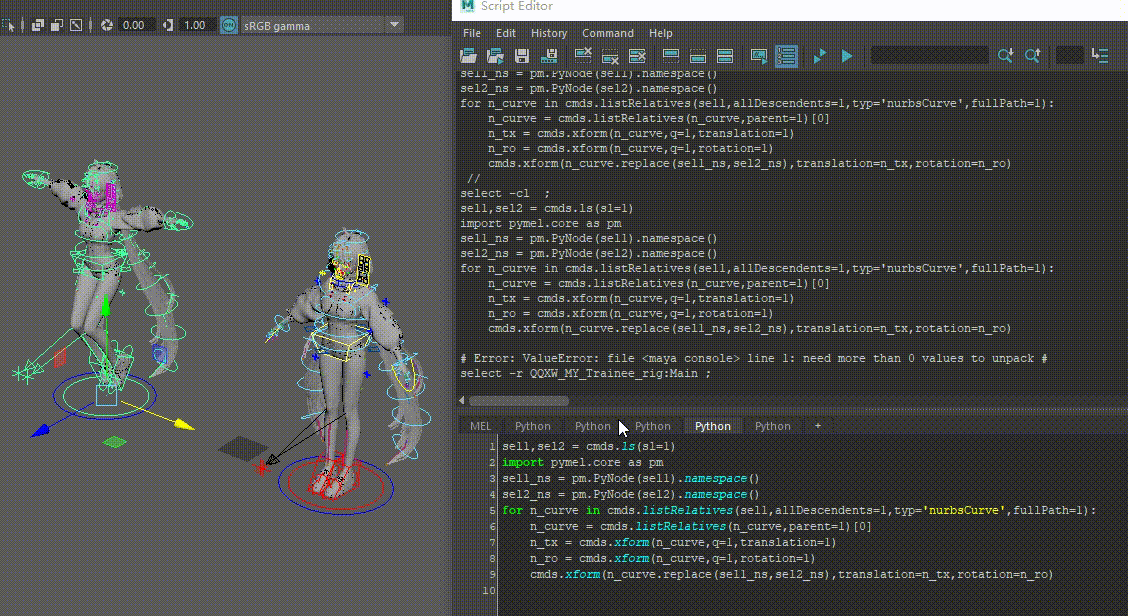 0.00
1.00
ON
sRGB gamma
M Script Editor
File Edit History Command Help
sel1_ns = pm.PyNode(sel1).namespace()
sel2_ns = pm.PyNode(sel2).namespace()
for n_curve in cmds.listRelatives(sel1,allDescendents=1,typ='nurbsCurve',fullPath=1):
    n_curve = cmds.listRelatives(n_curve,parent=1)[0]
    n_tx = cmds.xform(n_curve,q=1,translation=1)
    n_ro = cmds.xform(n_curve,q=1,rotation=1)
    cmds.xform(n_curve.replace(sel1_ns,sel2_ns),translation=n_tx,rotation=n_ro)
 //
select -cl  ;
sel1,sel2 = cmds.ls(sl=1)
import pymel.core as pm
sel1_ns = pm.PyNode(sel1).namespace()
sel2_ns = pm.PyNode(sel2).namespace()
for n_curve in cmds.listRelatives(sel1,allDescendents=1,typ='nurbsCurve',fullPath=1):
    n_curve = cmds.listRelatives(n_curve,parent=1)[0]
    n_tx = cmds.xform(n_curve,q=1,translation=1)
    n_ro = cmds.xform(n_curve,q=1,rotation=1)
    cmds.xform(n_curve.replace(sel1_ns,sel2_ns),translation=n_tx,rotation=n_ro)
# Error: ValueError: file <maya console> line 1: need more than 0 values to unpack #
select -r QQXW_MY_Trainee_rig:Main ;
MEL Python Python Python Python Python +
1 sel1,sel2 = cmds.ls(sl=1)
2 import pymel.core as pm
3 sel1_ns = pm.PyNode(sel1).namespace()
4 sel2_ns = pm.PyNode(sel2).namespace()
5 for n_curve in cmds.listRelatives(sel1,allDescendents=1,typ='nurbsCurve',fullPath=1):
6     n_curve = cmds.listRelatives(n_curve,parent=1)[0]
7     n_tx = cmds.xform(n_curve,q=1,translation=1)
8     n_ro = cmds.xform(n_curve,q=1,rotation=1)
9     cmds.xform(n_curve.replace(sel1_ns,sel2_ns),translation=n_tx,rotation=n_ro)
10